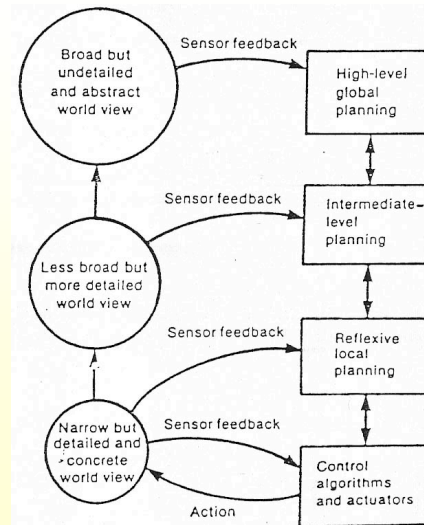 Broad but
undetailed
and abstract
world view
Sensor feedback
High-level
global
planning
Sensor feedback
Intermediate-
level
planning
Less broad but
more detailed
world view
Sensor feedback
Reflexive
local
planning
Narrow but
detailed and
concrete
world view
Sensor feedback
Control
algorithms
and actuators
Action